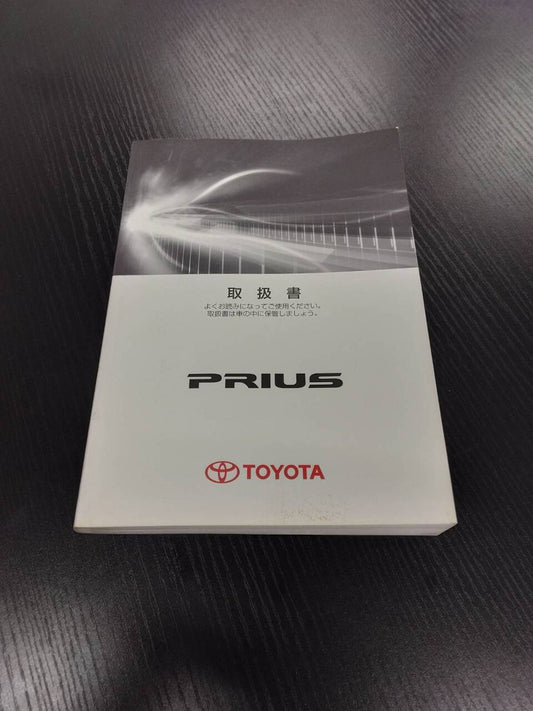 取扱書
よくお読みになってご使用ください。
取扱書は車の中に保管しましょう。
PRIUS
TOYOTA